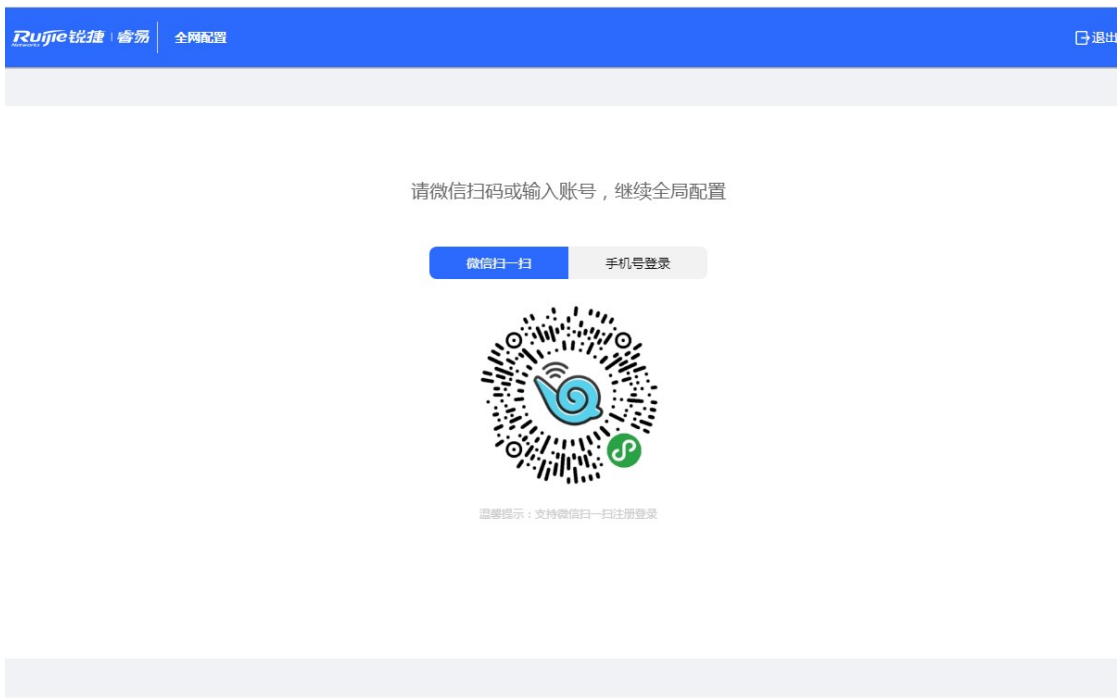 Ruijie锐捷 | 睿易 全网配置 退出
Networks
请微信扫码或输入账号，继续全局配置
微信扫一扫 手机号登录
温馨提示：支持微信扫一扫注册登录